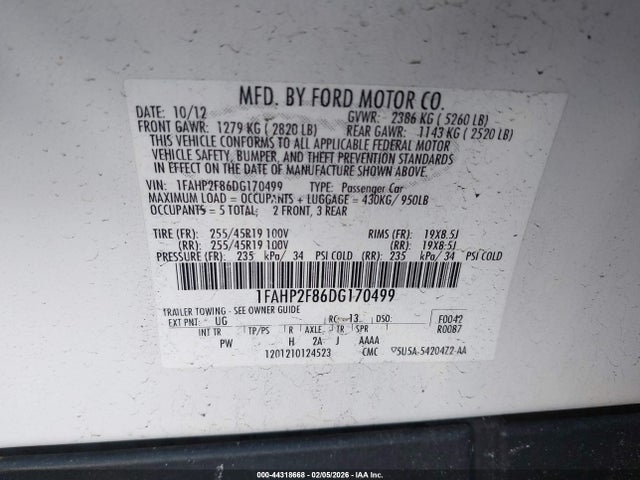 MFD. BY FORD MOTOR CO.
DATE: 10/12 GVWR: 2386 KG ( 5260 LB)
FRONT GAWR: 1279 KG ( 2820 LB) REAR GAWR: 1143 KG ( 2520 LB)
THIS VEHICLE CONFORMS TO ALL APPLICABLE FEDERAL MOTOR
VEHICLE SAFETY, BUMPER, AND THEFT PREVENTION STANDARDS
IN EFFECT ON THE DATE OF MANUFACTURE SHOWN ABOVE.
VIN: 1FAHP2F86DG170499 TYPE: Passenger Car
MAXIMUM LOAD = OCCUPANTS + LUGGAGE = 430KG/ 950LB
OCCUPANTS = 5 TOTAL; 2 FRONT, 3 REAR
TIRE (FR): 255/45R19 100V RIMS (FR): 19X8.5J
(RR): 255/45R19 100V (RR): 19X8.5J
PRESSURE (FR): 235 kPa/ 34 PSI COLD (RR): 235 kPa/ 34 PSI COLD
1FAHP2F86DG170499
TRAILER TOWING - SEE OWNER GUIDE
EXT PNT: UG RC: 13 DSO: F0042
INT TR TP/PS R AXLE TR SPR R0087
PW H 2A J AAAA
1201210124523 CMC 5U5A-5420472-AA
000-44318668 - 02/05/2026 - IAA Inc.